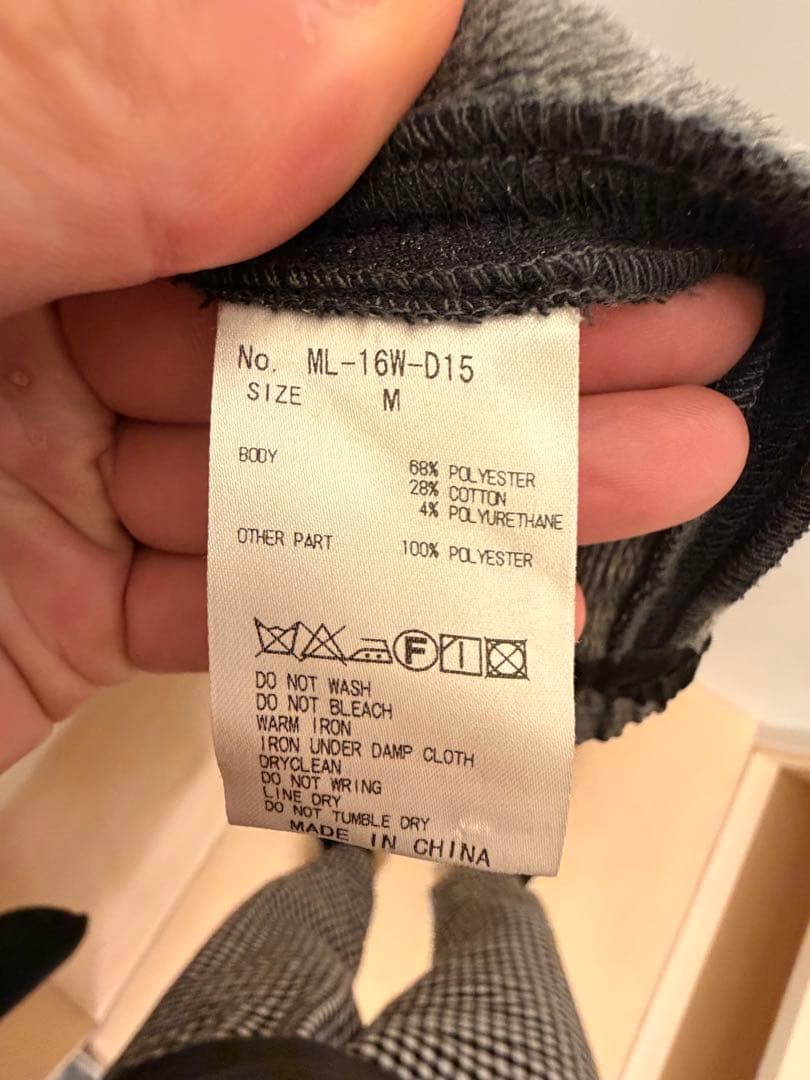 No. ML-16W-D15
SIZE M
BODY 68% POLYESTER
28% COTTON
4% POLYURETHANE
OTHER PART 100% POLYESTER
F
DO NOT WASH
DO NOT BLEACH
WARM IRON
IRON UNDER DAMP CLOTH
DRYCLEAN
DO NOT WRING
LINE DRY
DO NOT TUMBLE DRY
MADE IN CHINA